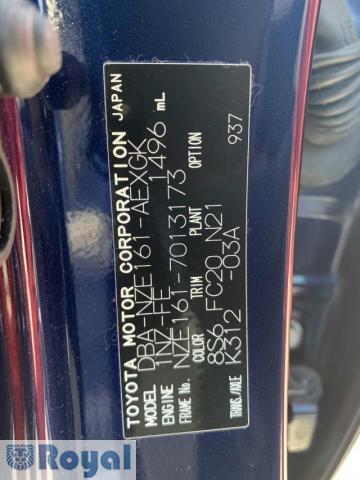 TOYOTA MOTOR CORPORATION JAPAN
MODEL DBA-NZE161-AEXGK
ENGINE 1NZ-FE 1496 mL
FRAME No. NZE161-7013173
COLOR TRIM PLANT OPTION
8S6 FC20 N21 937
TRANS./AXLE K312 -03A
Royal